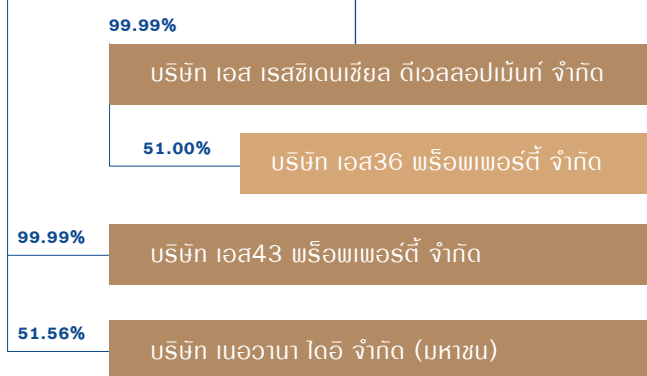 99.99%
บริษัท เอส เรสซิเดนเชียล ดีเวลลอปเม้นท์ จำกัด
51.00%
บริษัท เอส36 พร็อพเพอร์ตี้ จำกัด
99.99%
บริษัท เอส43 พร็อพเพอร์ตี้ จำกัด
51.56%
บริษัท เนอวานา ไดอิ จำกัด (มหาชน)